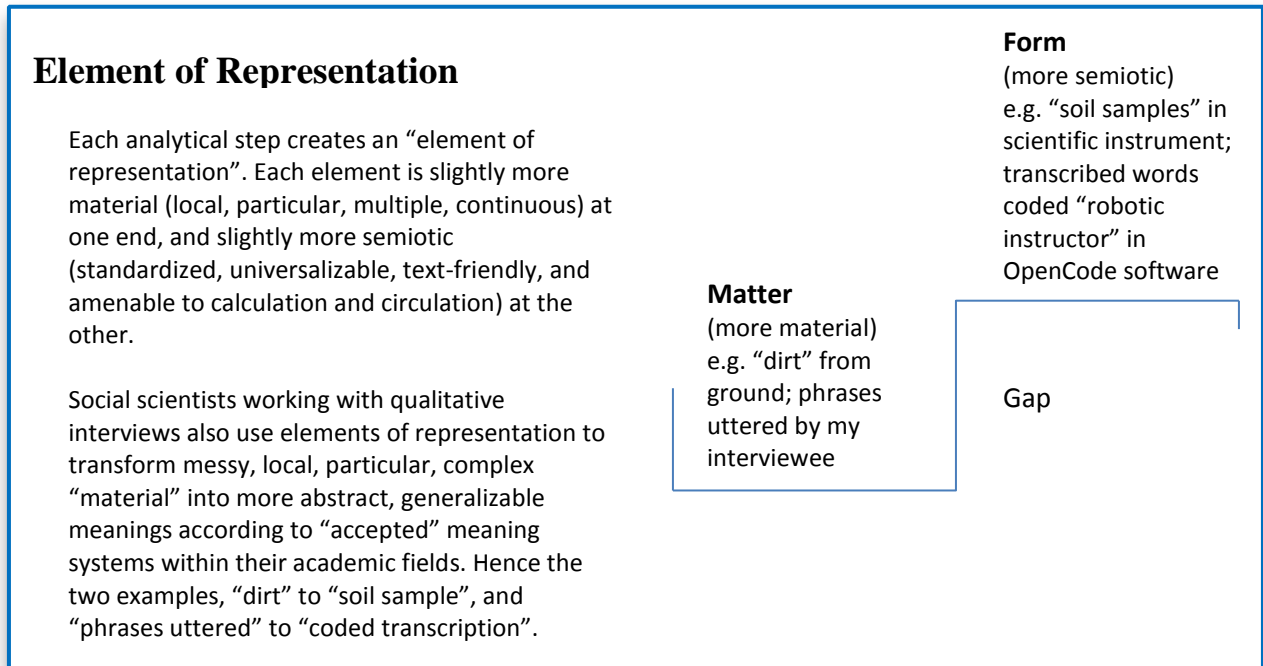 Element of Representation
Each analytical step creates an “element of
representation”. Each element is slightly more
material (local, particular, multiple, continuous) at
one end, and slightly more semiotic
(standardized, universalizable, text-friendly, and
amenable to calculation and circulation) at the
other.
Social scientists working with qualitative
interviews also use elements of representation to
transform messy, local, particular, complex
“material” into more abstract, generalizable
meanings according to “accepted” meaning
systems within their academic fields. Hence the
two examples, “dirt” to “soil sample”, and
“phrases uttered” to “coded transcription”.
Matter
(more material)
e.g. “dirt” from
ground; phrases
uttered by my
interviewee
Form
(more semiotic)
e.g. “soil samples” in
scientific instrument;
transcribed words
coded “robotic
instructor” in
OpenCode software
Gap